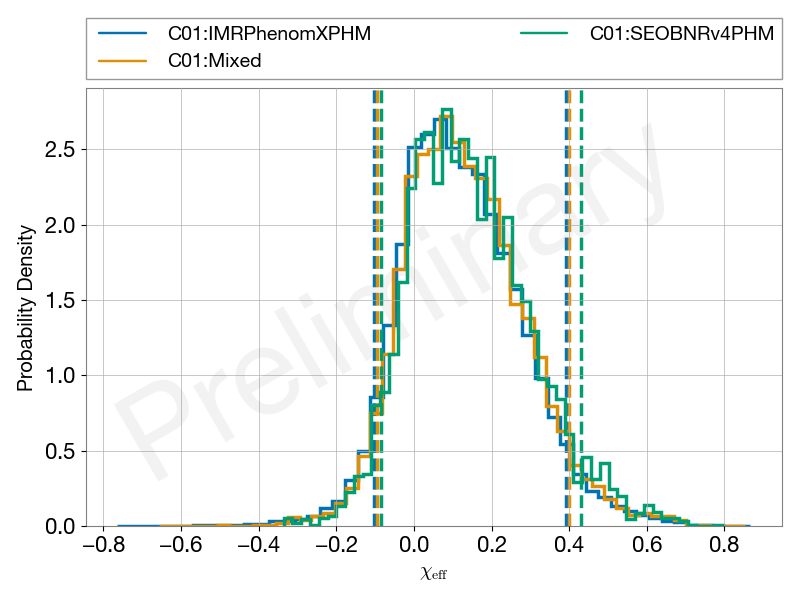 C01:IMRPhenomXPHM
C01:SEOBNRv4PHM
C01:Mixed
Preliminary
Probability Density
2.5
2.0
1.5
1.0
0.5
0.0
−0.8 −0.6 −0.4 −0.2 0.0 0.2 0.4 0.6 0.8
χeff